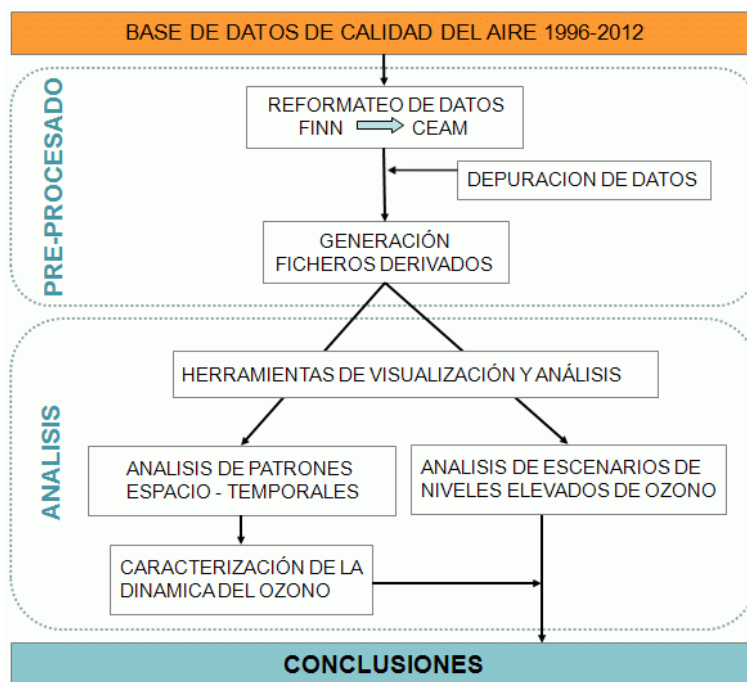 BASE DE DATOS DE CALIDAD DEL AIRE 1996-2012
PRE-PROCESADO
REFORMATEO DE DATOS
FINN CEAM
DEPURACION DE DATOS
GENERACIÓN
FICHEROS DERIVADOS
ANALISIS
HERRAMIENTAS DE VISUALIZACIÓN Y ANÁLISIS
ANALISIS DE PATRONES
ESPACIO - TEMPORALES
ANALISIS DE ESCENARIOS DE
NIVELES ELEVADOS DE OZONO
CARACTERIZACIÓN DE LA
DINAMICA DEL OZONO
CONCLUSIONES